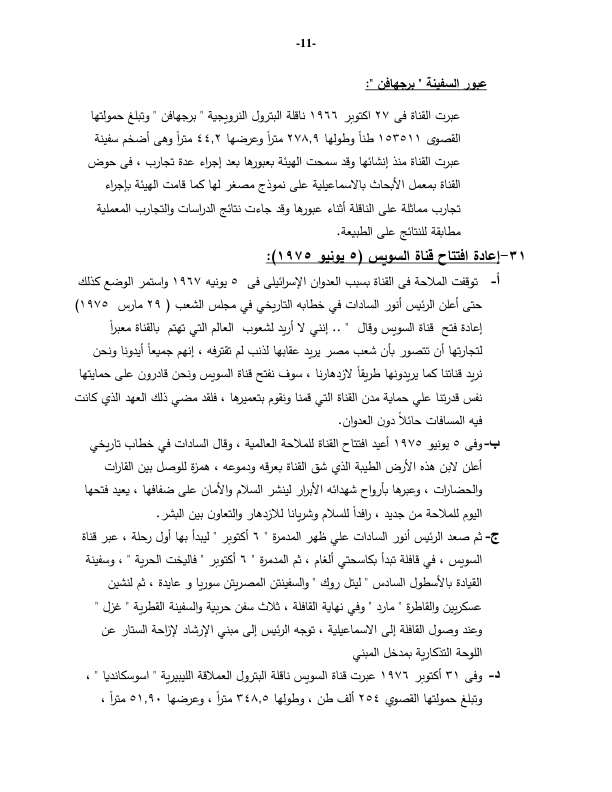 -11-
عبور السفينة " برجهافن ":
عبرت القناة فى ٢٧ اكتوبر ١٩٦٦ ناقلة البترول النرويجية " برجهافن " وتبلغ حمولتها
القصوى ١٥٣٥١١ طناً وطولها ٢٧٨,٩ متراً وعرضها ٤٤,٢ متراً وهى أضخم سفينة
عبرت القناة منذ إنشائها وقد سمحت الهيئة بعبورها بعد إجراء عدة تجارب ، فى حوض
القناة بمعمل الأبحاث بالاسماعيلية على نموذج مصغر لها كما قامت الهيئة بإجراء
تجارب مماثلة على الناقلة أثناء عبورها وقد جاءت نتائج الدراسات والتجارب المعملية
مطابقة للنتائج على الطبيعة.
٣١-إعادة افتتاح قناة السويس (٥ يونيو ١٩٧٥):
أ- توقفت الملاحة فى القناة بسبب العدوان الإسرائيلى فى ٥ يونيه ١٩٦٧ واستمر الوضع كذلك
حتى أعلن الرئيس أنور السادات في خطابه التاريخي في مجلس الشعب ( ٢٩ مارس ١٩٧٥)
إعادة فتح قناة السويس وقال " .. إنني لا أريد لشعوب العالم التي تهتم بالقناة معبراً
لتجارتها أن تتصور بأن شعب مصر يريد عقابها لذنب لم تقترفه ، إنهم جميعاً أيدونا ونحن
نريد قناتنا كما يريدونها طريقاً لازدهارنا ، سوف نفتح قناة السويس ونحن قادرون على حمايتها
نفس قدرتنا علي حماية مدن القناة التي قمنا ونقوم بتعميرها ، فلقد مضي ذلك العهد الذي كانت
فيه المسافات حائلاً دون العدوان.
ب- وفى ٥ يونيو ١٩٧٥ أعيد افتتاح القناة للملاحة العالمية ، وقال السادات في خطاب تاريخي
أعلن لابن هذه الأرض الطيبة الذي شق القناة بعرقه ودموعه ، همزة للوصل بين القارات
والحضارات ، وعبرها بأرواح شهدائه الأبرار لينشر السلام والأمان على ضفافها ، يعيد فتحها
اليوم للملاحة من جديد ، رافداً للسلام وشريانا للازدهار والتعاون بين البشر.
ج- ثم صعد الرئيس أنور السادات علي ظهر المدمرة " ٦ أكتوبر " ليبدأ بها أول رحلة ، عبر قناة
السويس ، في قافلة تبدأ بكاسحتي ألغام ، ثم المدمرة " ٦ أكتوبر " فاليخت الحرية " ، وسفينة
القيادة بالأسطول السادس " ليتل روك " والسفينتن المصريتن سوريا و عايدة ، ثم لنشين
عسكريين والقاطرة " مارد " وفي نهاية القافلة ، ثلاث سفن حربية والسفينة القطرية " غزل "
وعند وصول القافلة إلى الاسماعيلية ، توجه الرئيس إلى مبني الإرشاد لإزاحة الستار عن
اللوحة التذكارية بمدخل المبني
د- وفى ٣١ أكتوبر ١٩٧٦ عبرت قناة السويس ناقلة البترول العملاقة الليبيرية " اسوسكانديا " ،
وتبلغ حمولتها القصوي ٢٥٤ ألف طن ، وطولها ٣٤٨,٥ متراً ، وعرضها ٥١,٩٠ متراً ،